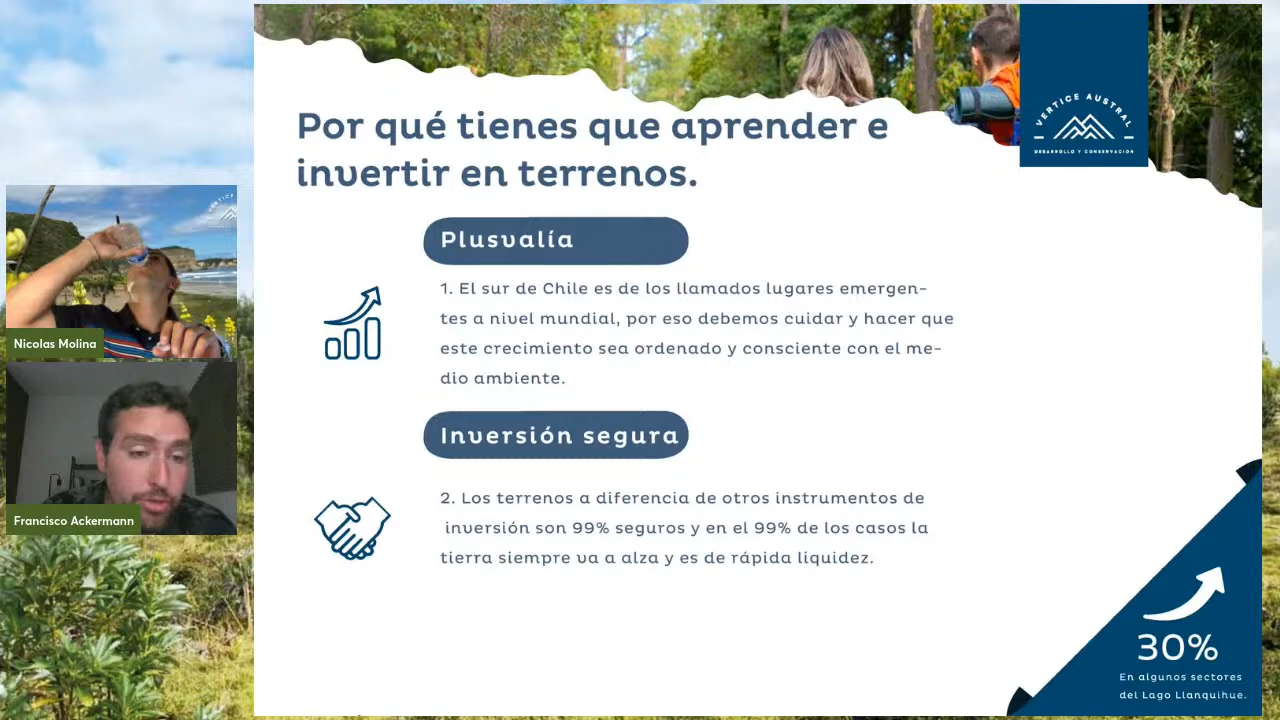 Por qué tienes que aprender e
invertir en terrenos.
VERTICE AUSTRAL
DESARROLLO Y CONSERVACION
Plusvalía
1. El sur de Chile es de los llamados lugares emergen-
tes a nivel mundial, por eso debemos cuidar y hacer que
este crecimiento sea ordenado y consciente con el me-
dio ambiente.
Inversión segura
2. Los terrenos a diferencia de otros instrumentos de
inversión son 99% seguros y en el 99% de los casos la
tierra siempre va a alza y es de rápida liquidez.
30%
En algunos sectores
del Lago Llanquihue.
Nicolas Molina
Francisco Ackermann